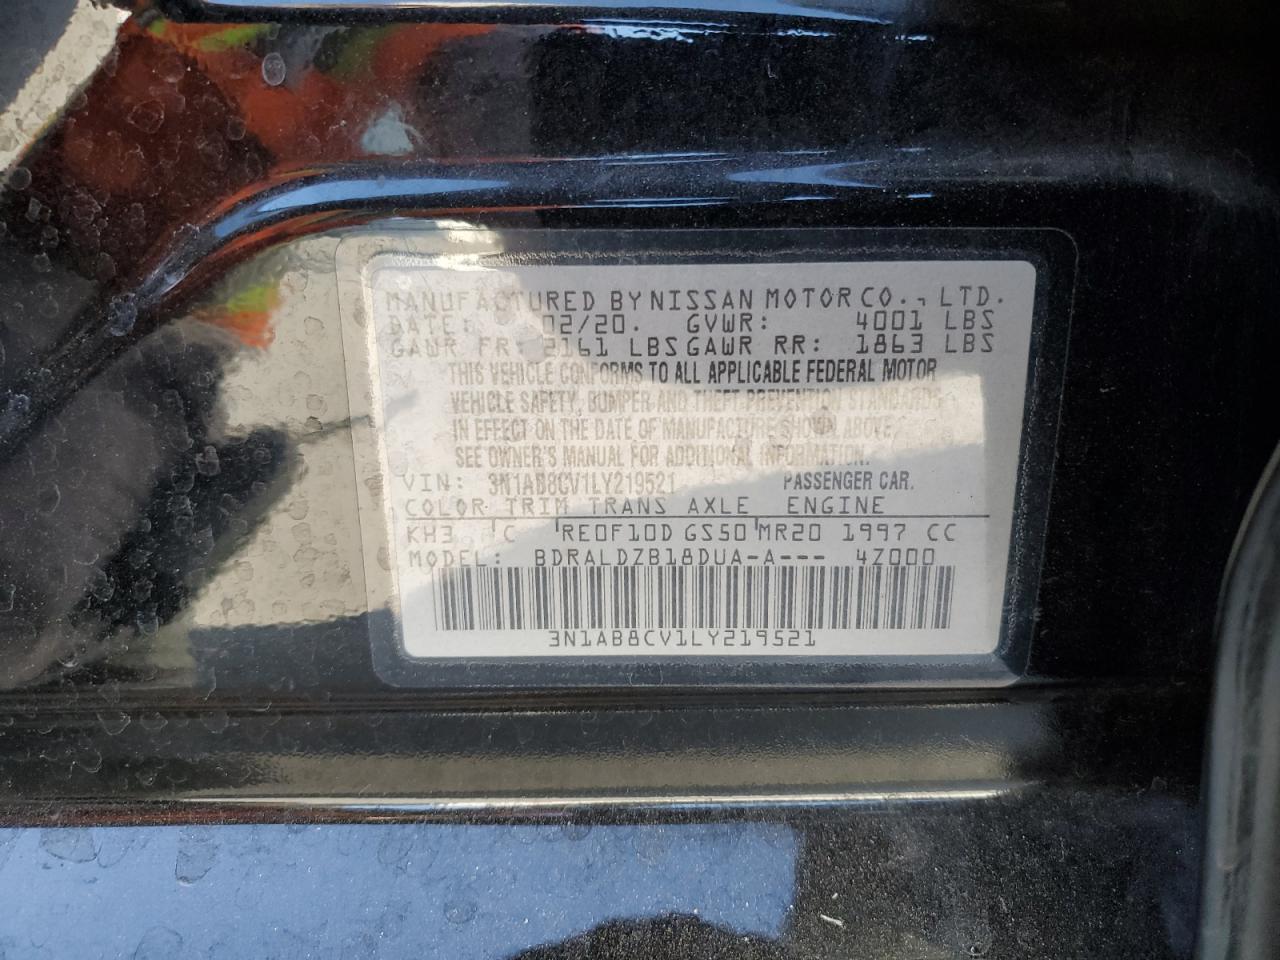 MANUFACTURED BY NISSAN MOTOR CO., LTD.
DATE: 02/20. GVWR: 4001 LBS
GAWR FR: 2161 LBS GAWR RR: 1863 LBS
THIS VEHICLE CONFORMS TO ALL APPLICABLE FEDERAL MOTOR
VEHICLE SAFETY, BUMPER AND THEFT PREVENTION STANDARDS
IN EFFECT ON THE DATE OF MANUFACTURE SHOWN ABOVE.
SEE OWNER'S MANUAL FOR ADDITIONAL INFORMATION.
VIN: 3N1AB8CV1LY219521 PASSENGER CAR.
COLOR TRIM TRANS AXLE ENGINE
KH3 'C 'RE0F10D GS50'MR20 1997 CC
MODEL: BDRALDZB18DUA-A--- 4Z000
3N1AB8CV1LY219521